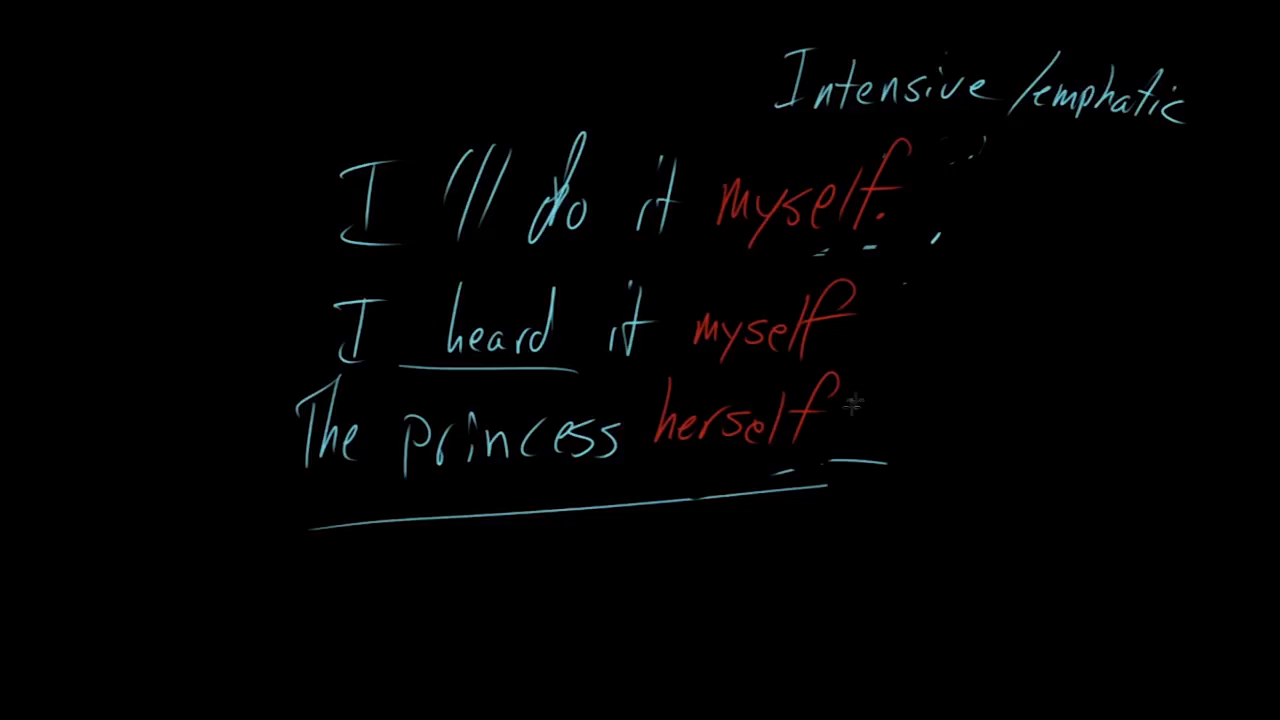 Intensive/emphatic
I'll do it myself.
I heard it myself
The princess herself